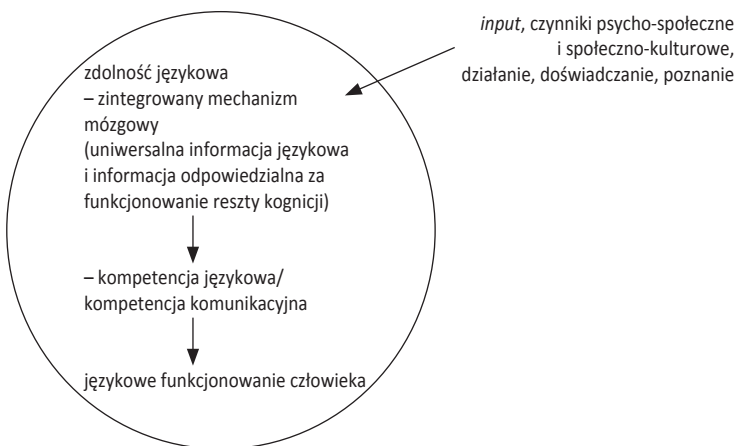 input, czynniki psycho-społeczne
i społeczno-kulturowe,
działanie, doświadczanie, poznanie
zdolność językowa
– zintegrowany mechanizm
mózgowy
(uniwersalna informacja językowa
i informacja odpowiedzialna za
funkcjonowanie reszty kognicji)
– kompetencja językowa/
kompetencja komunikacyjna
językowe funkcjonowanie człowieka